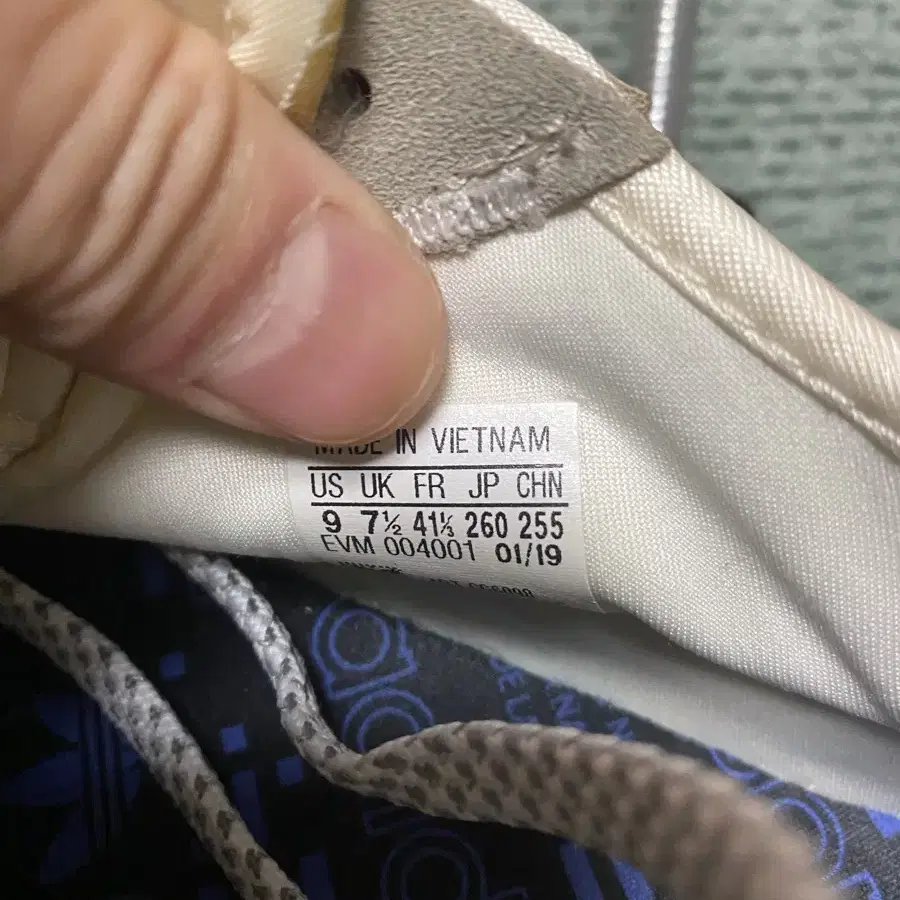 MADE IN VIETNAM
US UK FR JP CHN
9 7½ 41⅓ 260 255
EVM 004001 01/19